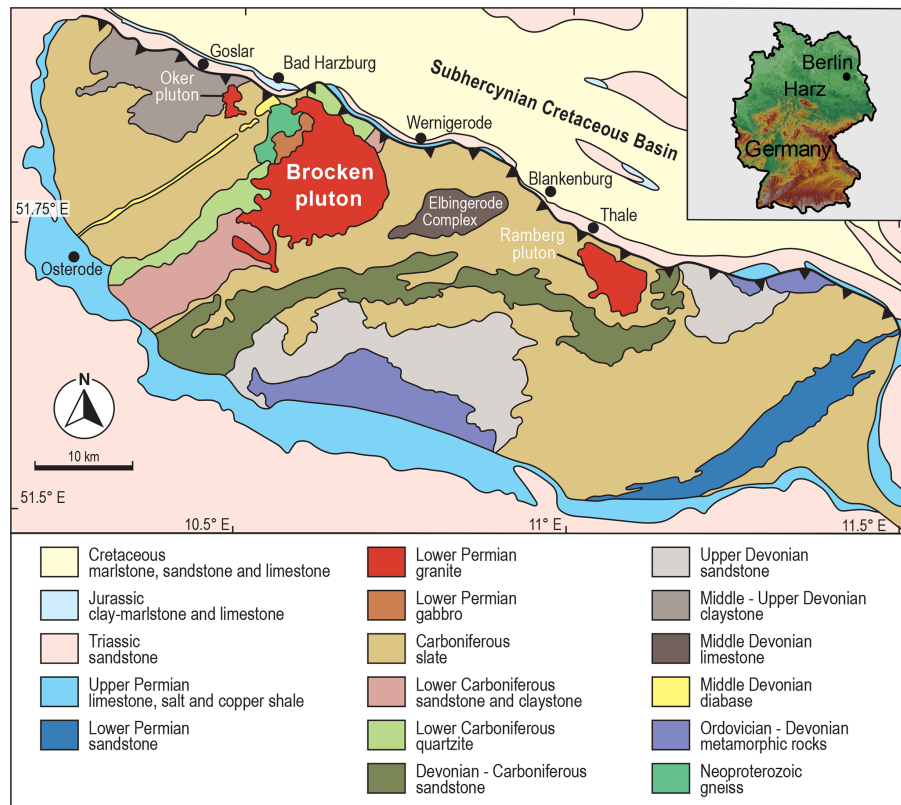 Goslar
Bad Harzburg
Oker
pluton
Subhercynian Cretaceous Basin
Berlin
Harz
Germany
Wernigerode
Brocken
pluton
Blankenburg
Elbingerode
Complex
Thale
51.75° E
Ramberg
pluton
Osterode
N
10 km
51.5° E
10.5° E
11° E
11.5° E
Cretaceous
marlstone, sandstone and limestone
Jurassic
clay-marlstone and limestone
Triassic
sandstone
Upper Permian
limestone, salt and copper shale
Lower Permian
sandstone
Lower Permian
granite
Lower Permian
gabbro
Carboniferous
slate
Lower Carboniferous
sandstone and claystone
Lower Carboniferous
quartzite
Devonian - Carboniferous
sandstone
Upper Devonian
sandstone
Middle - Upper Devonian
claystone
Middle Devonian
limestone
Middle Devonian
diabase
Ordovician - Devonian
metamorphic rocks
Neoproterozoic
gneiss